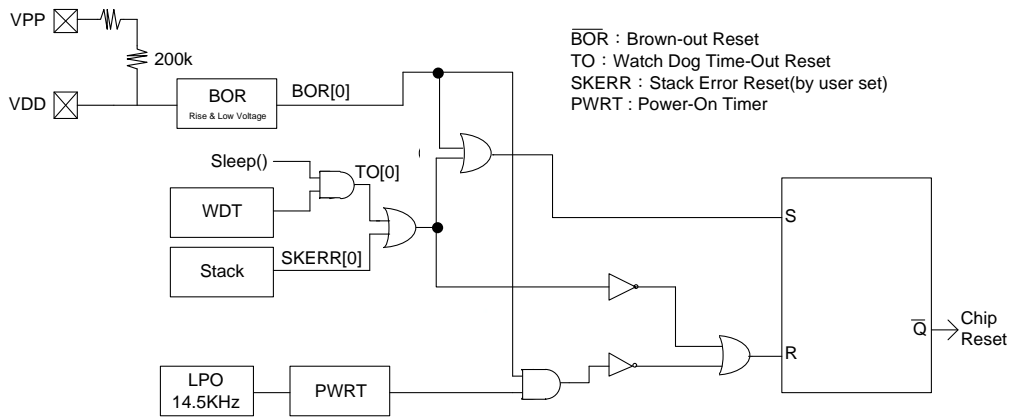 VPP
200k
VDD
BOR
Rise & Low Voltage
BOR[0]
B̅O̅R̅：Brown-out Reset
TO：Watch Dog Time-Out Reset
SKERR：Stack Error Reset(by user set)
PWRT : Power-On Timer
Sleep()
TO[0]
WDT
Stack
SKERR[0]
S
R
Q̅
Chip
Reset
LPO
14.5KHz
PWRT